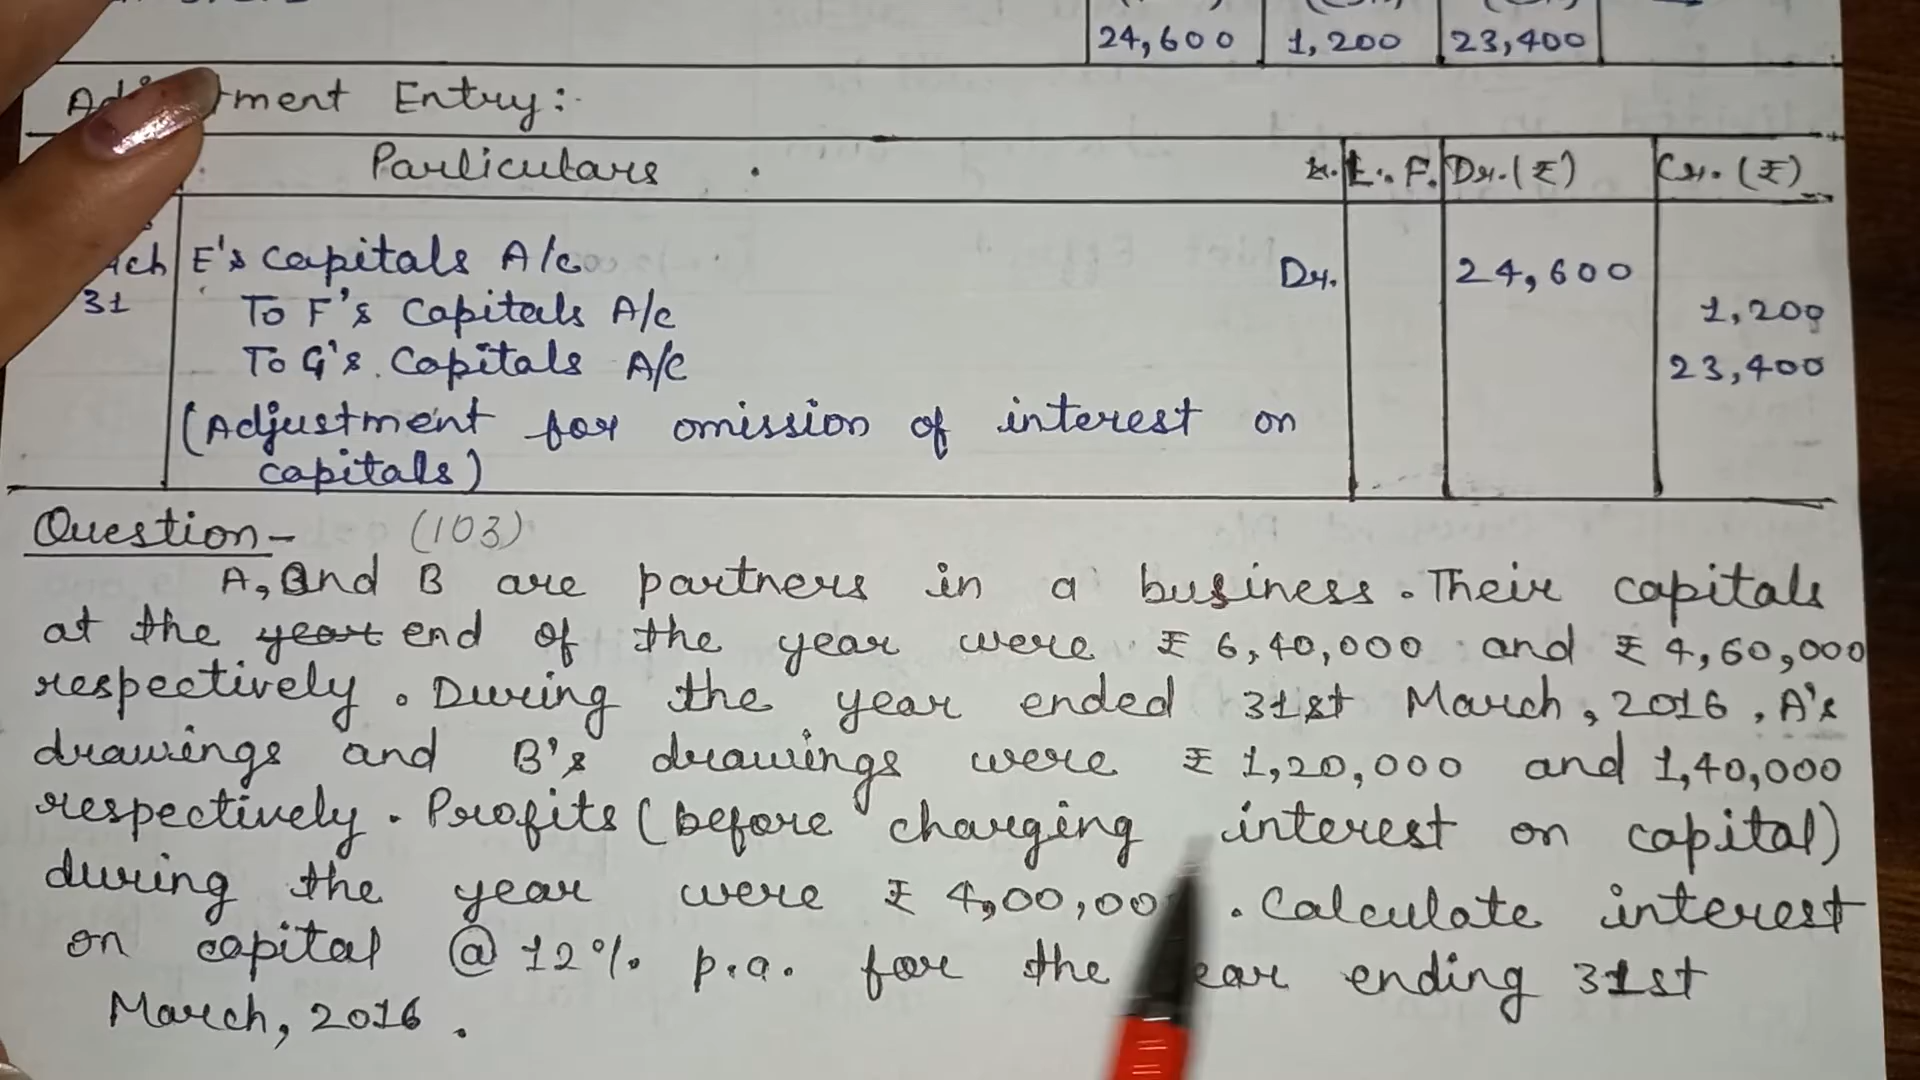 24,600 1,200 23,400
Adjustment Entry:-
Particulars L.F. Dr.(₹) Cr.(₹)
E's Capitals A/c Dr. 24,600
31 To F's Capitals A/c 1,200
To G's Capitals A/c 23,400
(Adjustment for omission of interest on
capitals)
Question- (103)
A, and B are partners in a business. Their capitals
at the year end of the year were ₹ 6,40,000 and ₹ 4,60,000
respectively. During the year ended 31st March, 2016, A's
drawings and B's drawings were ₹ 1,20,000 and 1,40,000
respectively. Profits (before charging interest on capital)
during the year were ₹ 4,00,00 . Calculate interest
on capital @ 12% p.a. for the ear ending 31st
March, 2016.